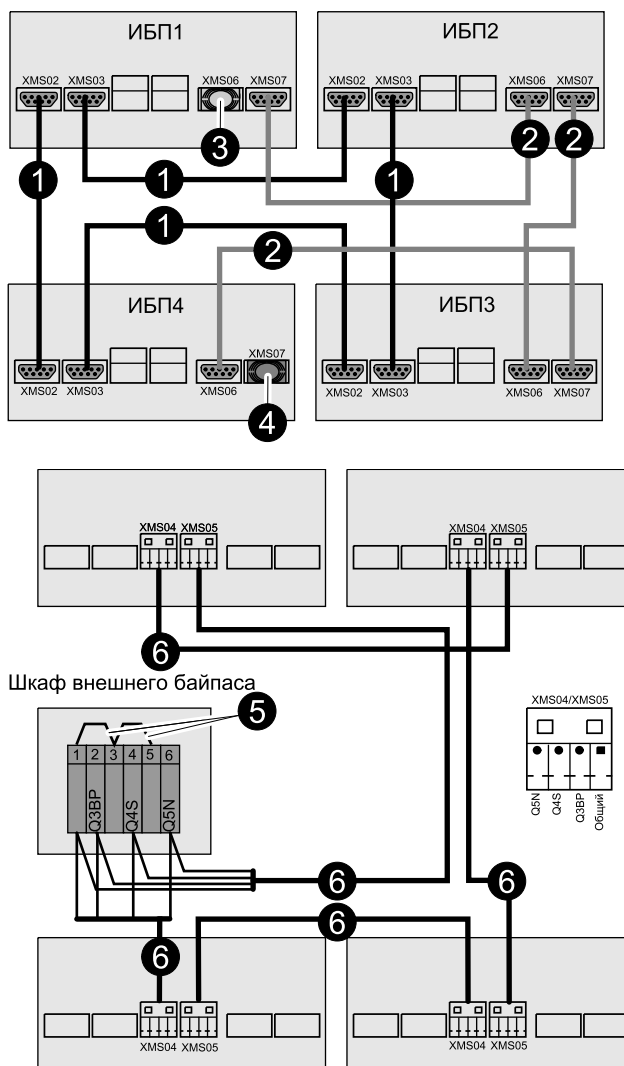 ИБП1
ИБП2
XMS02 XMS03 XMS06 XMS07
XMS02 XMS03 XMS06 XMS07
3
2 2
1 1 1
1
2
ИБП4
ИБП3
XMS07
XMS02 XMS03 XMS06
XMS02 XMS03 XMS06 XMS07
4
XMS04 XMS05
XMS04 XMS05
6
Шкаф внешнего байпаса
5
XMS04/XMS05
1 2 3 4 5 6
Q3BP Q4S Q5N
Q5N Q4S Q3BP Общий
6 6
6
6
XMS04 XMS05
XMS04 XMS05